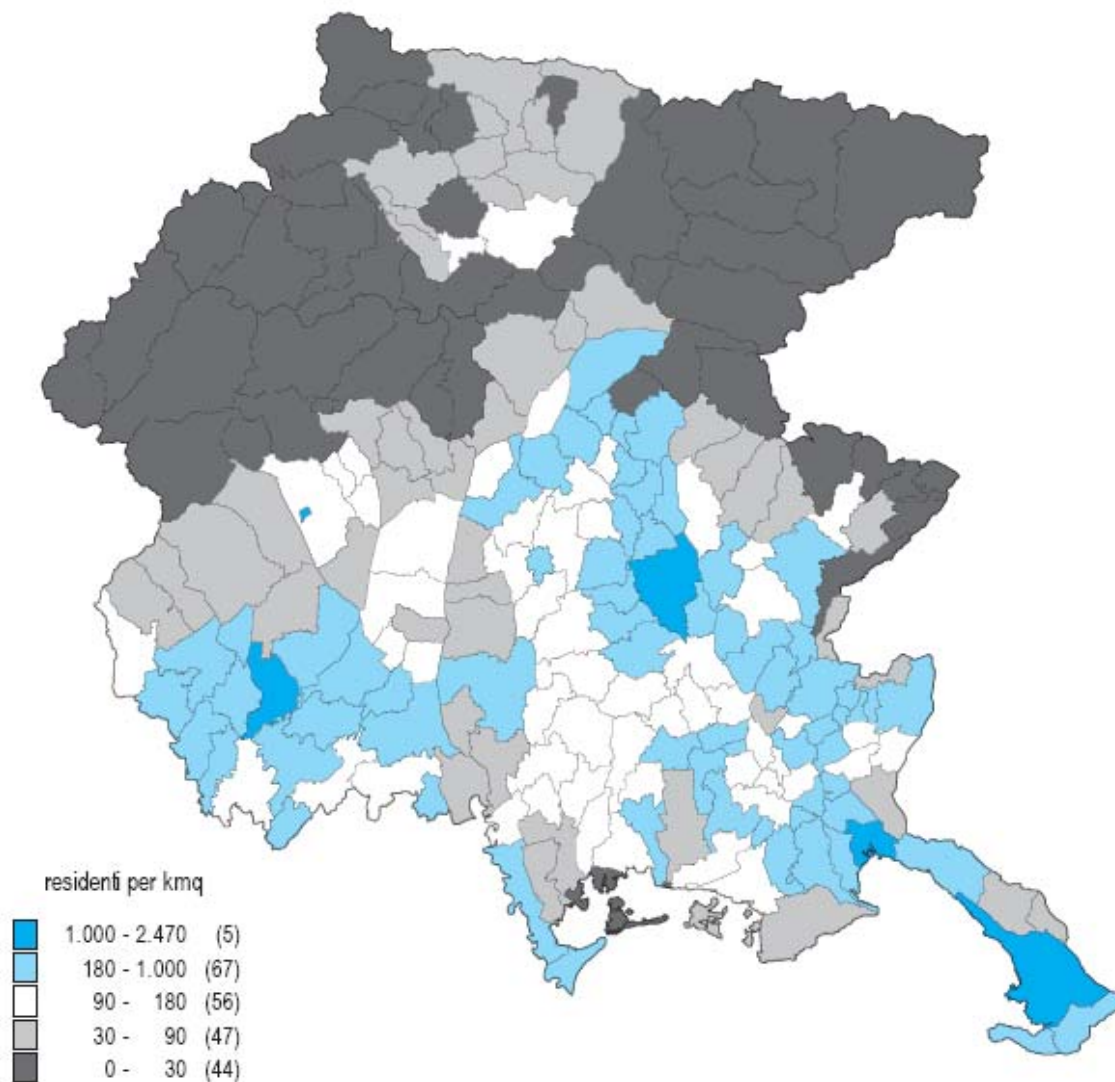 residenti per kmq
1.000 - 2.470 (5)
180 - 1.000 (67)
90 - 180 (56)
30 - 90 (47)
0 - 30 (44)